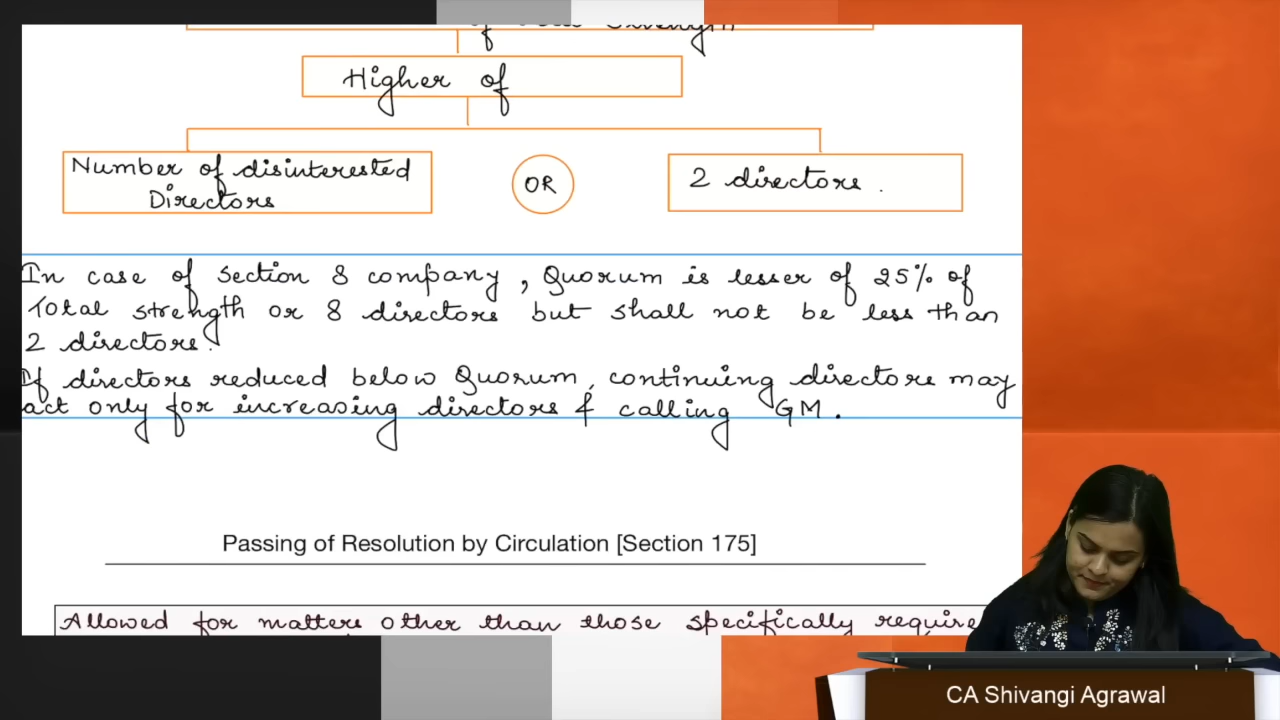 of Total Strength
Higher of
Number of disinterested
Directors
OR
2 directors.
In case of Section 8 company, Quorum is lesser of 25% of
Total strength or 8 directors but shall not be less than
2 directors.
If directors reduced below Quorum, continuing directors may
act only for increasing directors & calling GM.
Passing of Resolution by Circulation [Section 175]
Allowed for matters other than those specifically require
CA Shivangi Agrawal